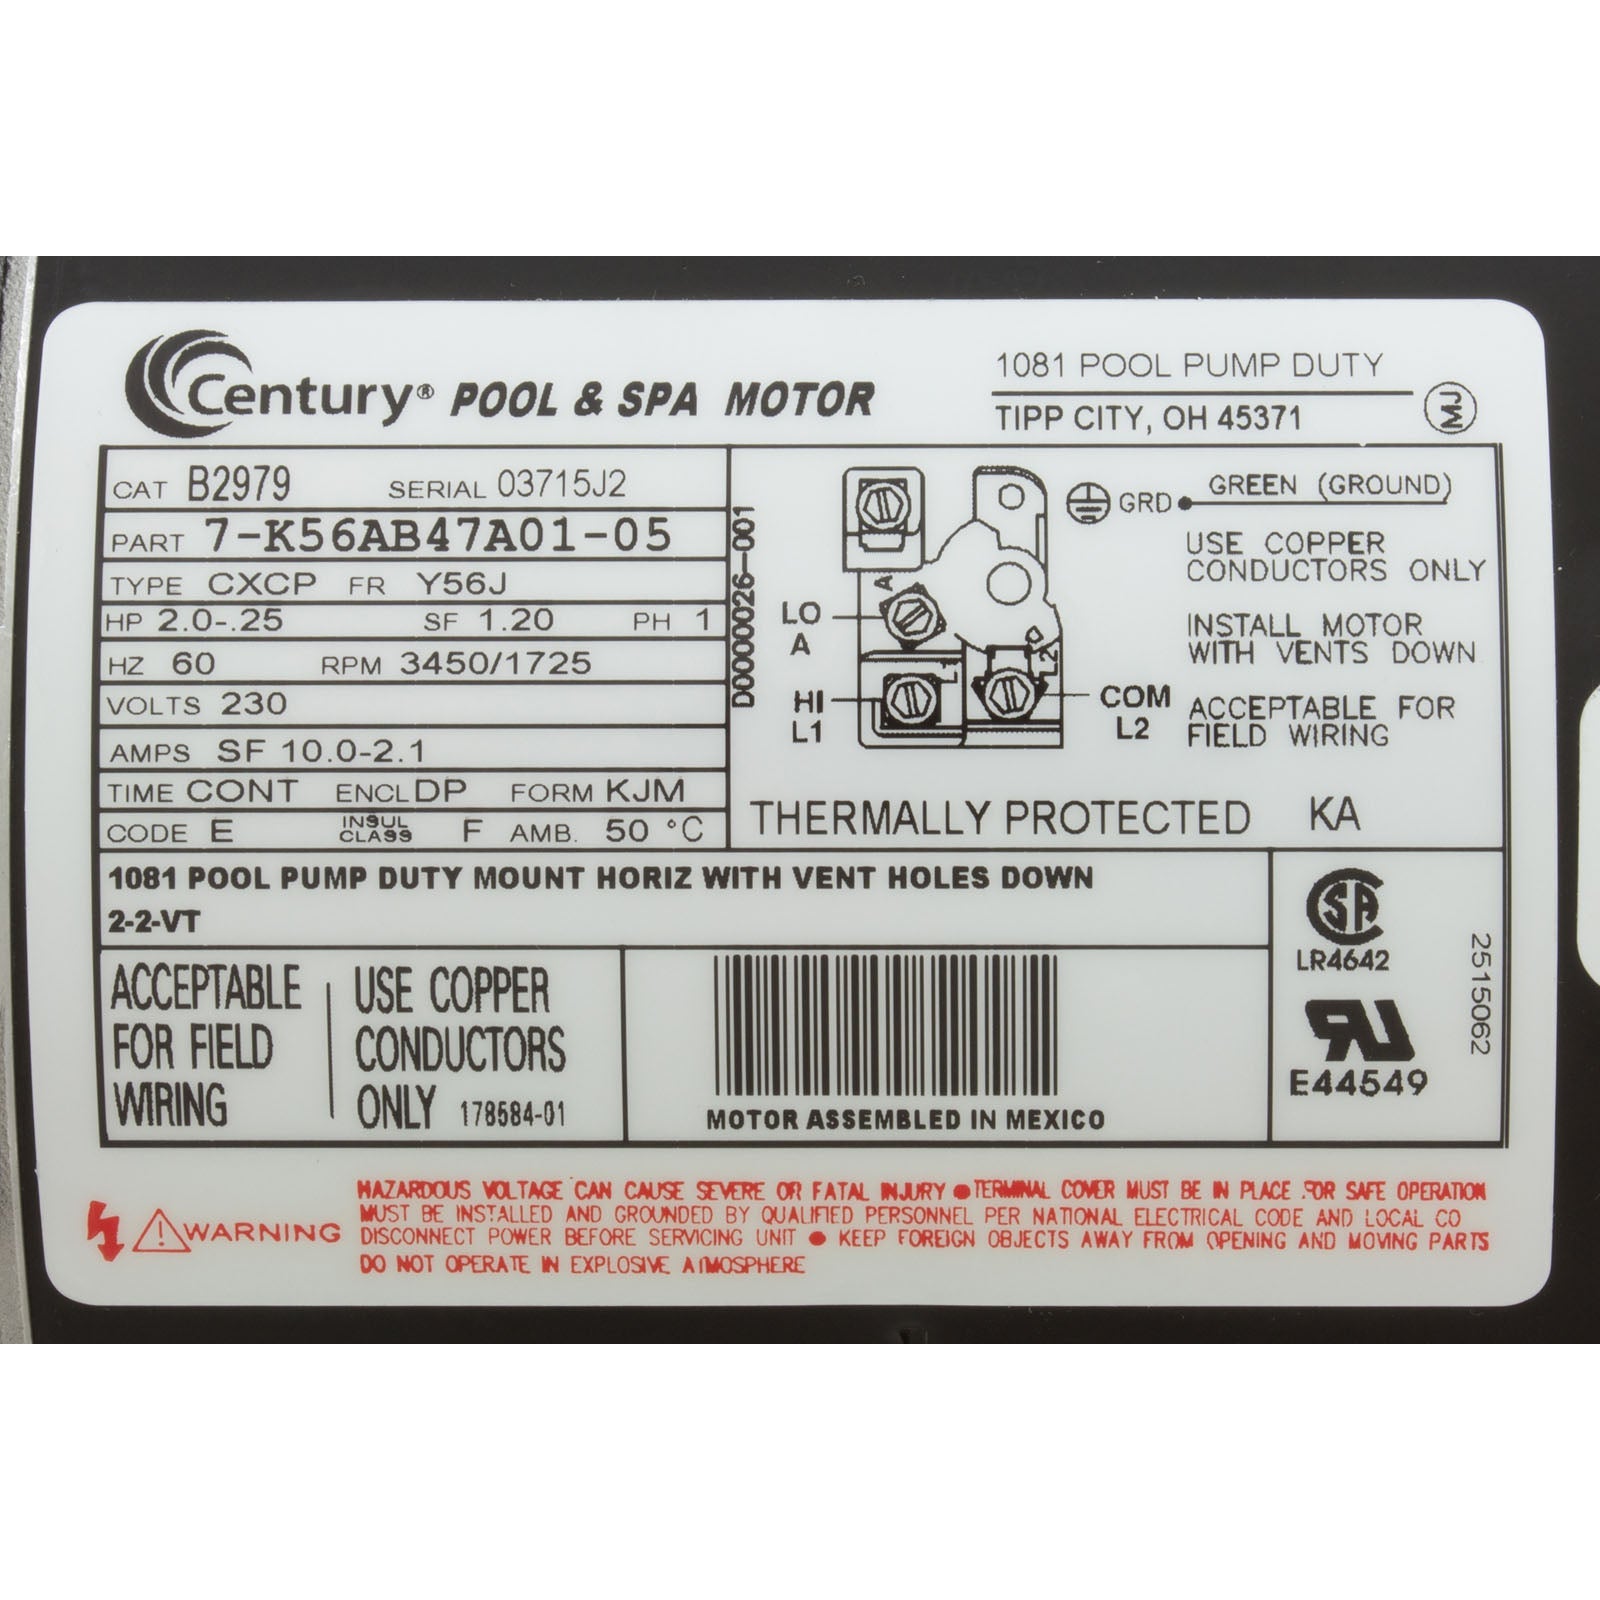 Century® POOL & SPA MOTOR
1081 POOL PUMP DUTY
TIPP CITY, OH 45371
MJ
CAT B2979 SERIAL 03715J2
PART 7-K56AB47A01-05
TYPE CXCP FR Y56J
HP 2.0-.25 SF 1.20 PH 1
HZ 60 RPM 3450/1725
VOLTS 230
AMPS SF 10.0-2.1
TIME CONT ENCL DP FORM KJM
CODE E INSUL CLASS F AMB. 50 °C
D0000026-001
A
LO
A
HI
L1
L1
L2
COM
L2
GRD GREEN (GROUND)
USE COPPER
CONDUCTORS ONLY
INSTALL MOTOR
WITH VENTS DOWN
ACCEPTABLE FOR
FIELD WIRING
THERMALLY PROTECTED KA
1081 POOL PUMP DUTY MOUNT HORIZ WITH VENT HOLES DOWN
2-2-VT
ACCEPTABLE
FOR FIELD
WIRING
USE COPPER
CONDUCTORS
ONLY 178584-01
MOTOR ASSEMBLED IN MEXICO
SA
LR4642
RU
E44549
2515062
WARNING
HAZARDOUS VOLTAGE CAN CAUSE SEVERE OR FATAL INJURY ● TERMINAL COVER MUST BE IN PLACE FOR SAFE OPERATION
MUST BE INSTALLED AND GROUNDED BY QUALIFIED PERSONNEL PER NATIONAL ELECTRICAL CODE AND LOCAL CO
DISCONNECT POWER BEFORE SERVICING UNIT ● KEEP FOREIGN OBJECTS AWAY FROM OPENING AND MOVING PARTS
DO NOT OPERATE IN EXPLOSIVE ATMOSPHERE